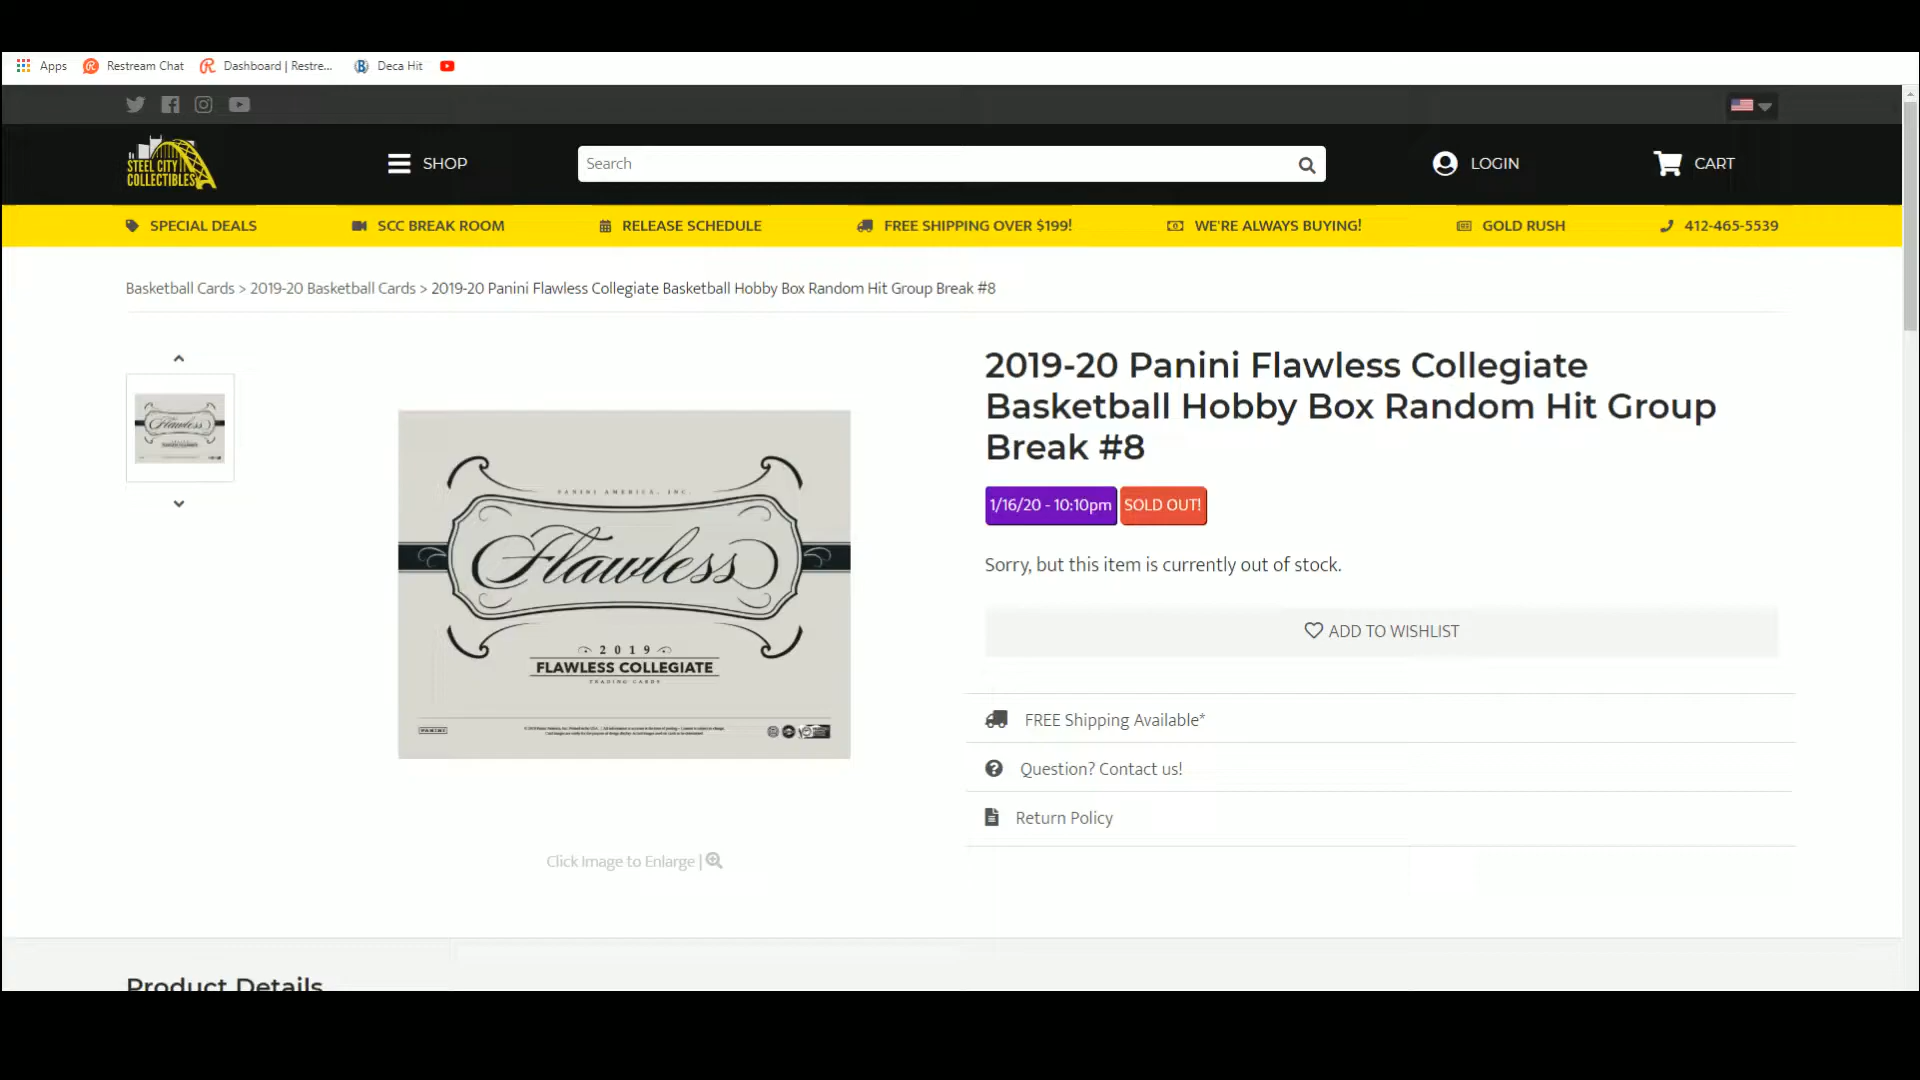 Apps Restream Chat Dashboard | Restre... Deca Hit
STEEL CITY
COLLECTIBLES
SHOP
Search
LOGIN
CART
SPECIAL DEALS SCC BREAK ROOM RELEASE SCHEDULE FREE SHIPPING OVER $199! WE'RE ALWAYS BUYING! GOLD RUSH 412-465-5539
Basketball Cards > 2019-20 Basketball Cards > 2019-20 Panini Flawless Collegiate Basketball Hobby Box Random Hit Group Break #8
PANINI AMERICA, INC.
Flawless
2019
FLAWLESS COLLEGIATE
TRADING CARDS
PANINI
Click Image to Enlarge |
2019-20 Panini Flawless Collegiate
Basketball Hobby Box Random Hit Group
Break #8
1/16/20 - 10:10pm SOLD OUT!
Sorry, but this item is currently out of stock.
ADD TO WISHLIST
FREE Shipping Available*
Question? Contact us!
Return Policy
Product Details